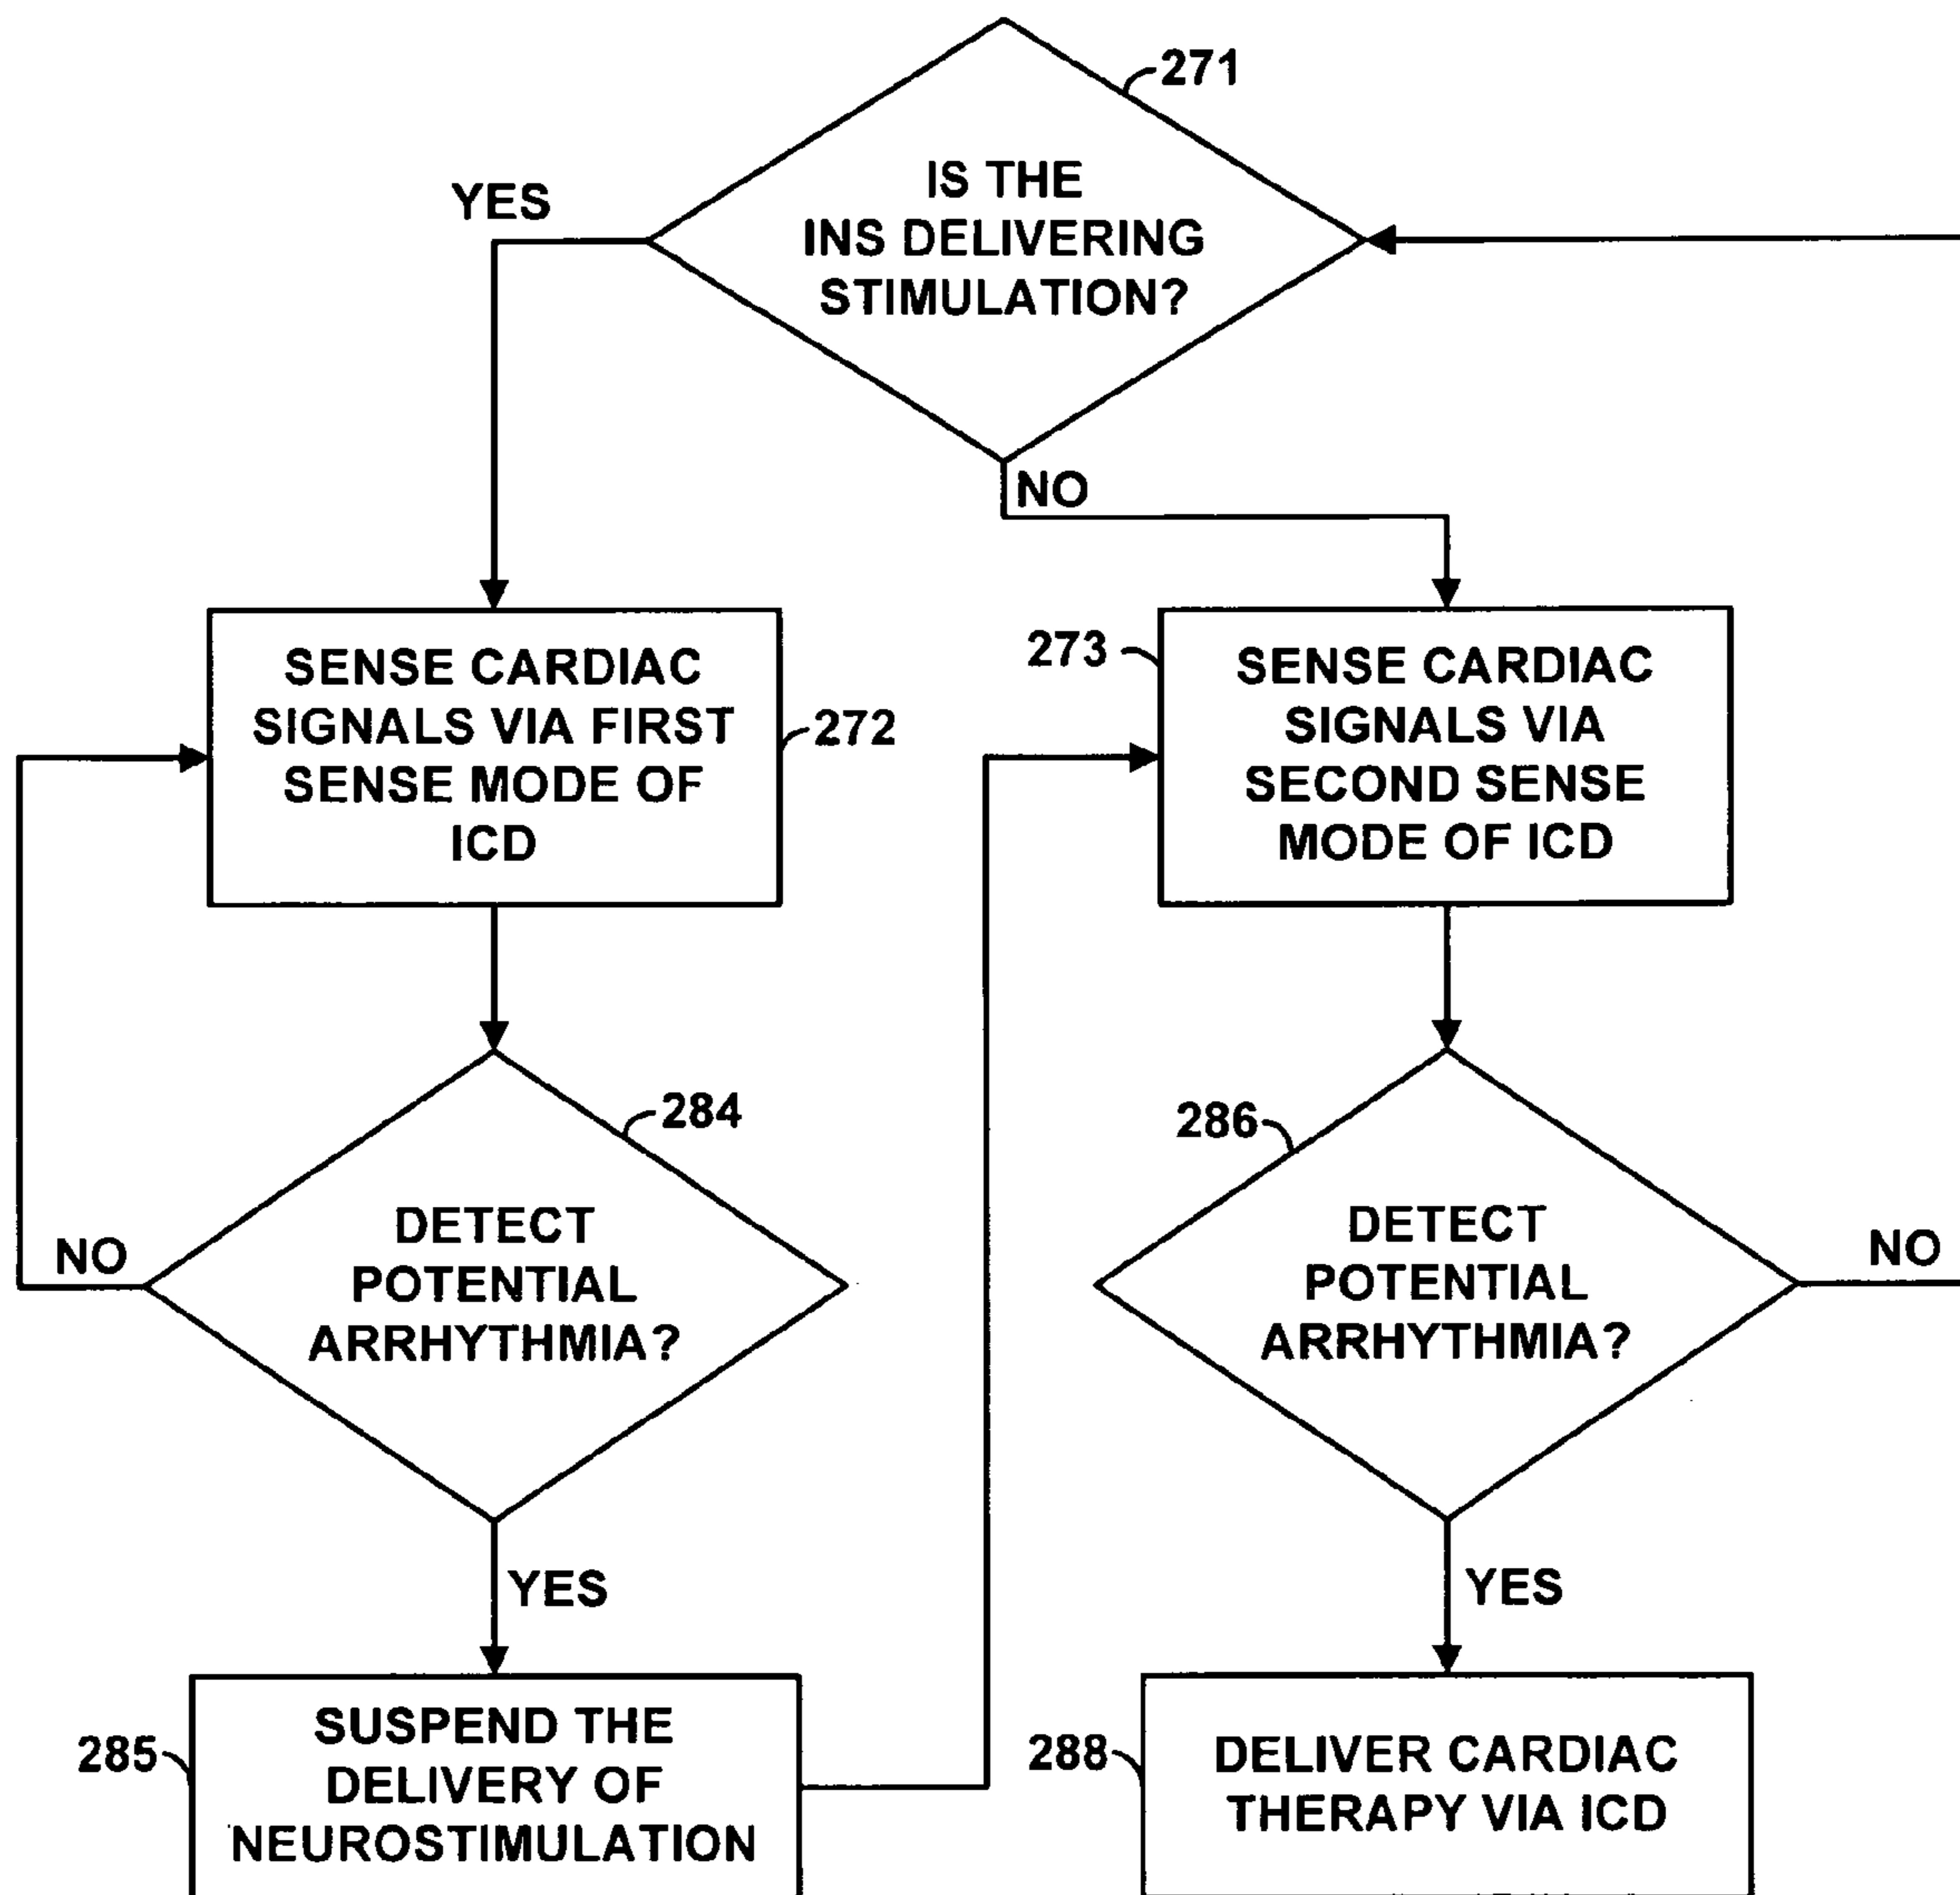 271
IS THE
INS DELIVERING
STIMULATION?
YES
NO
SENSE CARDIAC
SIGNALS VIA FIRST
SENSE MODE OF
ICD
272
273
SENSE CARDIAC
SIGNALS VIA
SECOND SENSE
MODE OF ICD
284
DETECT
POTENTIAL
ARRHYTHMIA?
NO
YES
286
DETECT
POTENTIAL
ARRHYTHMIA?
NO
YES
285
SUSPEND THE
DELIVERY OF
NEUROSTIMULATION
288
DELIVER CARDIAC
THERAPY VIA ICD